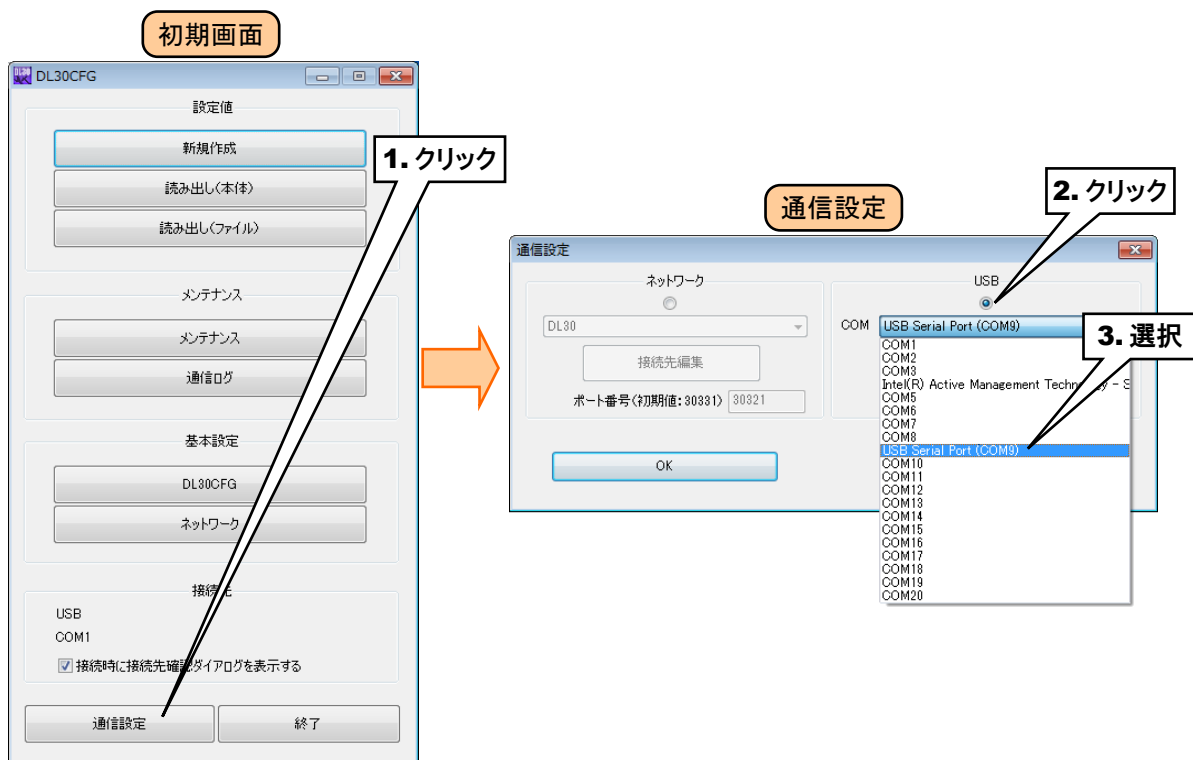 初期画面
DL30CFG
設定値
新規作成
1. クリック
読み出し(本体)
読み出し(ファイル)
メンテナンス
メンテナンス
通信ログ
基本設定
DL30CFG
ネットワーク
接続先
USB
COM1
接続時に接続先確認ダイアログを表示する
通信設定
終了
通信設定
2. クリック
通信設定
ネットワーク
USB
DL30
COM
USB Serial Port (COM9)
3. 選択
接続先編集
ポート番号(初期値:30331)
30321
OK
COM1
COM2
COM3
Intel(R) Active Management Techn
gy - S
COM5
COM6
COM7
COM8
USB Serial Port (COM9)
COM10
COM11
COM12
COM13
COM14
COM15
COM16
COM17
COM18
COM19
COM20